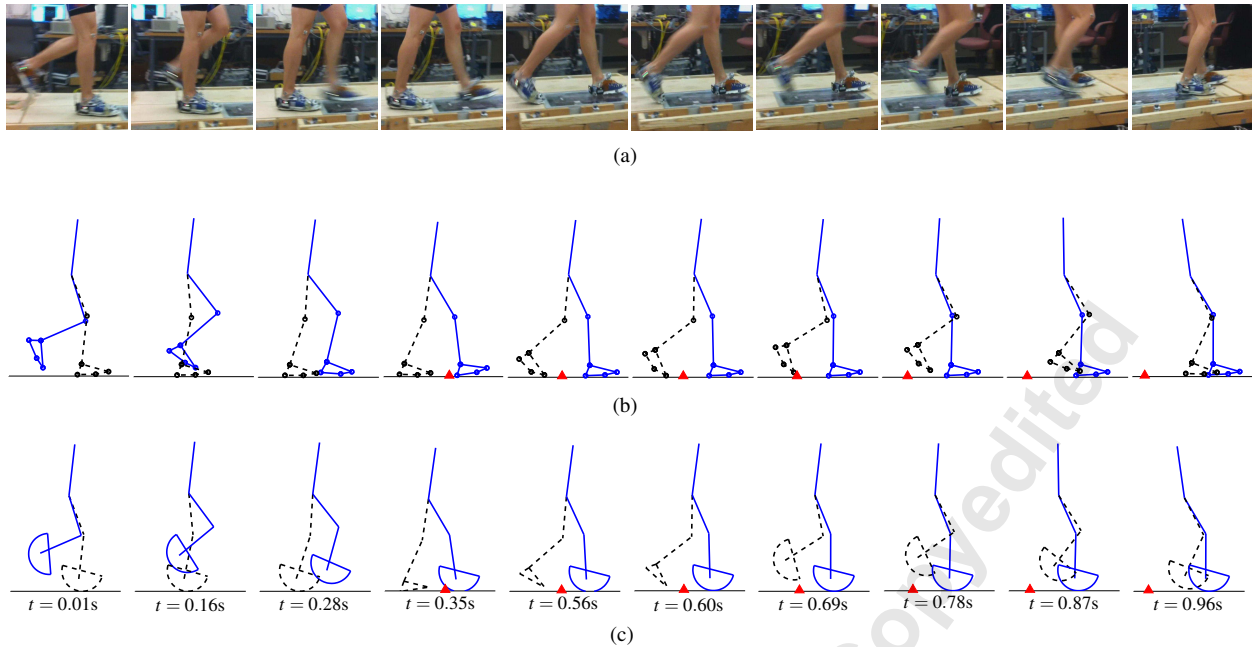 (a)
(b)
t = 0.01s
t = 0.16s
t = 0.28s
t = 0.35s
t = 0.56s
t = 0.60s
t = 0.69s
t = 0.78s
t = 0.87s
t = 0.96s
(c)
Copyedited